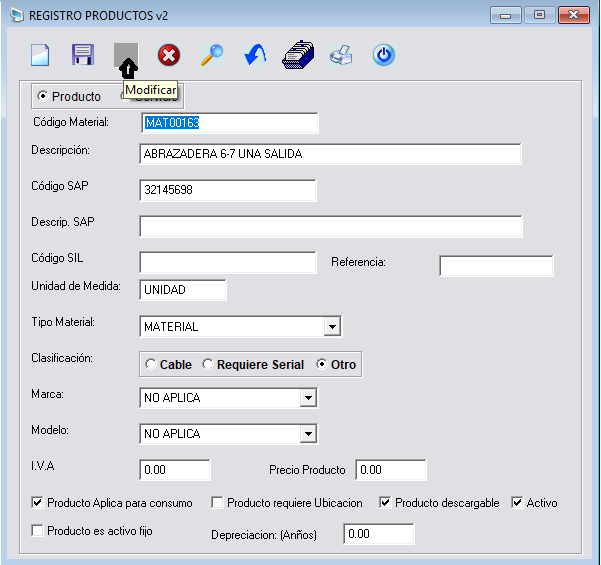 REGISTRO PRODUCTOS v2
Modificar
Producto
Código Material: MAT00163
Descripción: ABRAZADERA 6-7 UNA SALIDA
Código SAP 32145698
Descrip. SAP
Código SIL Referencia:
Unidad de Medida: UNIDAD
Tipo Material: MATERIAL
Clasificación: Cable Requiere Serial Otro
Marca: NO APLICA
Modelo: NO APLICA
I.V.A 0.00 Precio Producto 0.00
Producto Aplica para consumo Producto requiere Ubicacion Producto descargable Activo
Producto es activo fijo Depreciacion: (Anños) 0.00